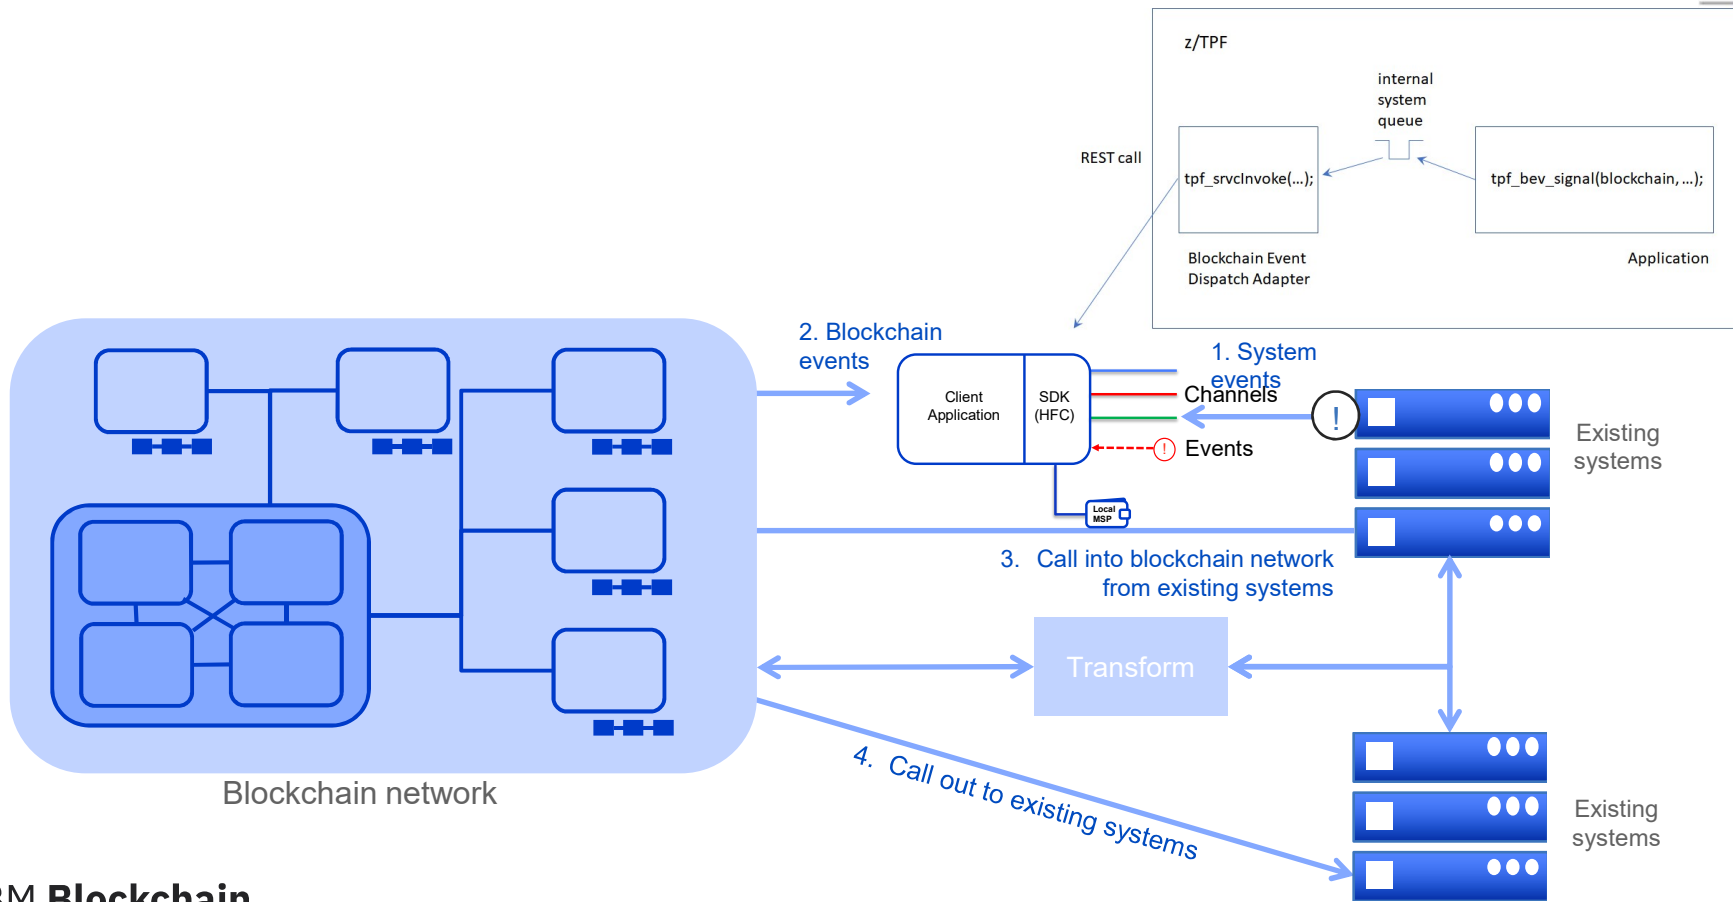 z/TPF
internal
system
queue
REST call
tpf_srvcInvoke(...);
tpf_bev_signal(blockchain, ...);
Blockchain Event
Dispatch Adapter
Application
2. Blockchain
events
1. System
events
Client
Application
SDK
(HFC)
Channels
!
! Events
Existing
systems
Local
MSP
3. Call into blockchain network
from existing systems
Transform
4. Call out to existing systems
Blockchain network
Existing
systems
BM Blockchain